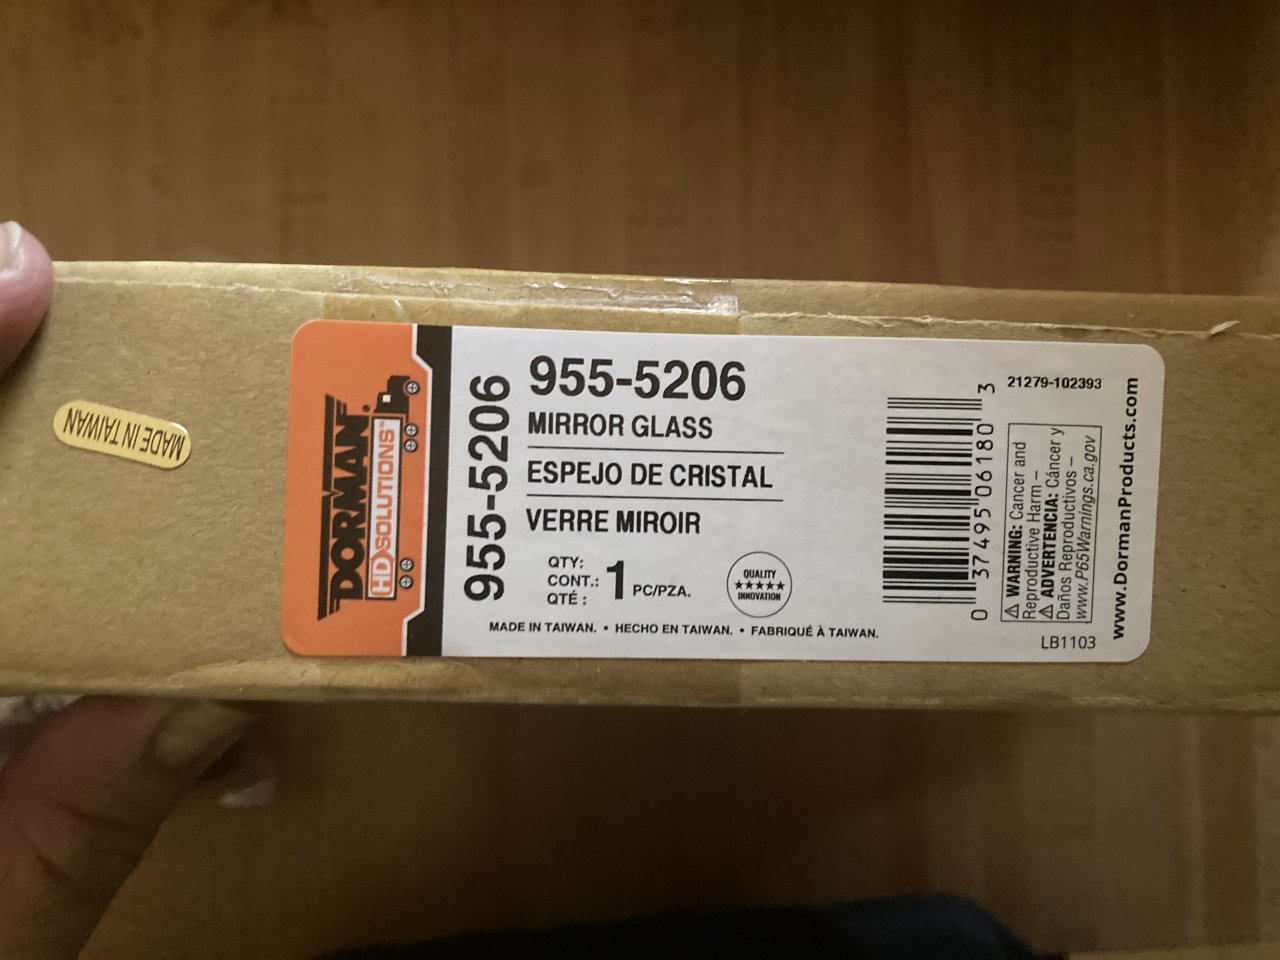 MADE IN TAIWAN
DORMAN®
HD SOLUTIONS™
955-5206
955-5206
MIRROR GLASS
ESPEJO DE CRISTAL
VERRE MIROIR
QTY:
CONT.: 1 PC/PZA.
QTÉ :
QUALITY
INNOVATION
MADE IN TAIWAN. • HECHO EN TAIWAN. • FABRIQUÉ À TAIWAN.
0 37495 06180 3
21279-102393
⚠ WARNING: Cancer and
Reproductive Harm –
⚠ ADVERTENCIA: Cáncer y
Daños Reproductivos –
www.P65Warnings.ca.gov
LB1103
www.DormanProducts.com